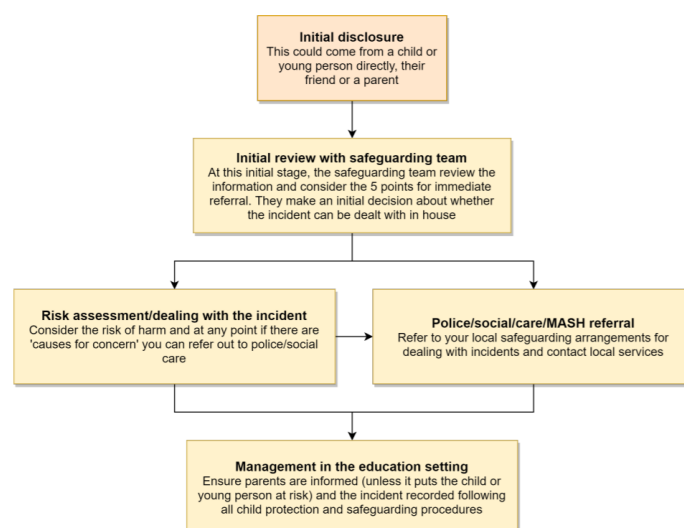 Initial disclosure
This could come from a child or
young person directly, their
friend or a parent
Initial review with safeguarding team
At this initial stage, the safeguarding team review the
information and consider the 5 points for immediate
referral. They make an initial decision about whether
the incident can be dealt with in house
Risk assessment/dealing with the incident
Consider the risk of harm and at any point if there are
'causes for concern' you can refer out to police/social
care
Police/social/care/MASH referral
Refer to your local safeguarding arrangements for
dealing with incidents and contact local services
Management in the education setting
Ensure parents are informed (unless it puts the child or
young person at risk) and the incident recorded following
all child protection and safeguarding procedures